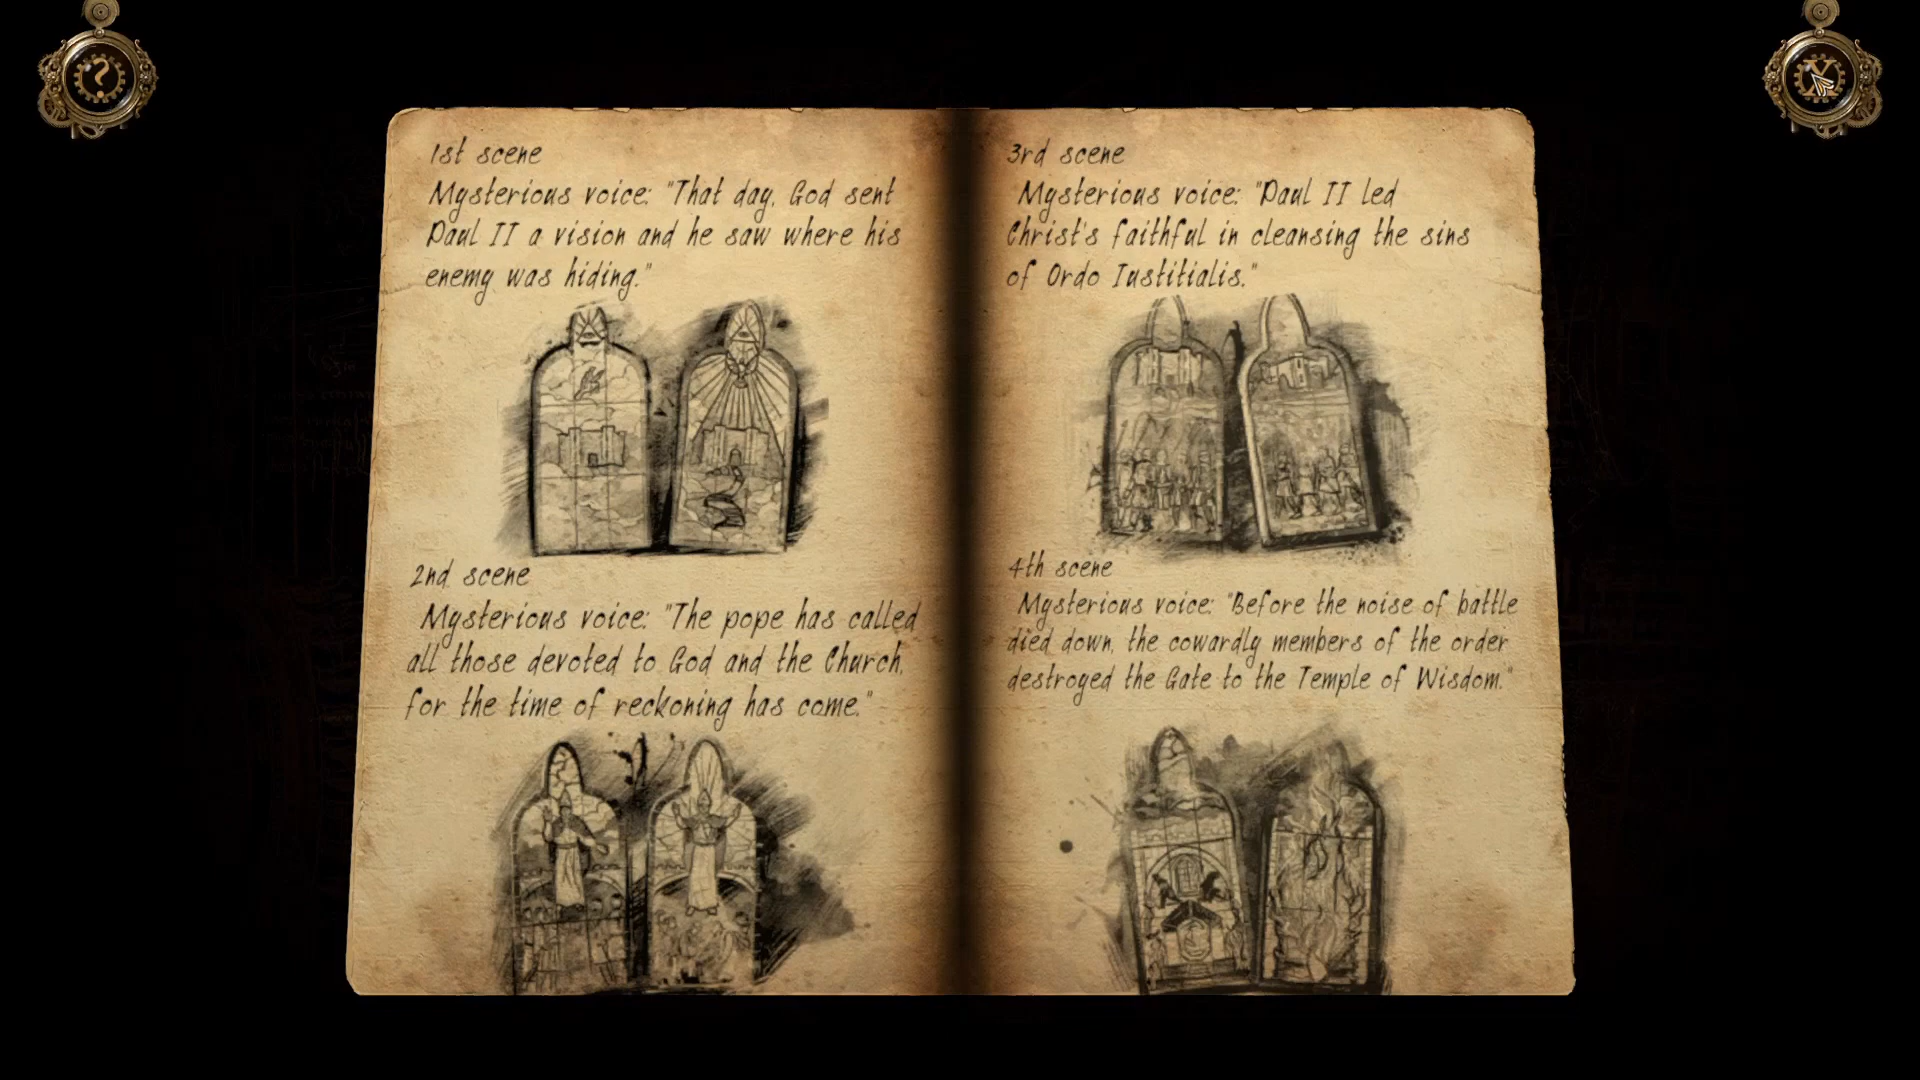 1st scene
Mysterious voice: "That day, God sent
Paul II a vision and he saw where his
enemy was hiding."
2nd scene
Mysterious voice: "The pope has called
all those devoted to God and the Church,
for the time of reckoning has come."
3rd scene
Mysterious voice: "Paul II led
Christ's faithful in cleansing the sins
of Ordo Iustitialis."
4th scene
Mysterious voice: "Before the noise of battle
died down, the cowardly members of the order
destroyed the Gate to the Temple of Wisdom."